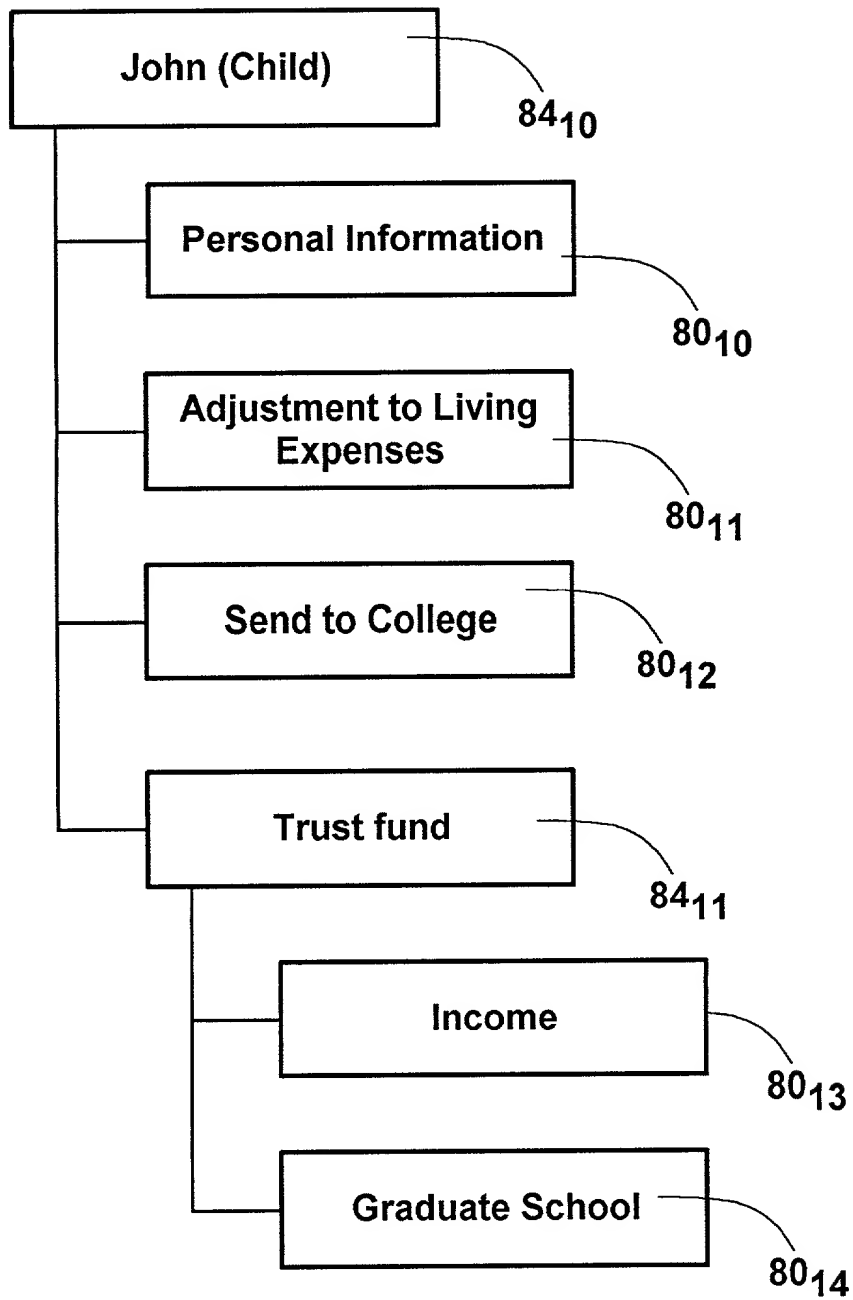 John (Child)
84₁₀
Personal Information
80₁₀
Adjustment to Living
Expenses
80₁₁
Send to College
80₁₂
Trust fund
84₁₁
Income
80₁₃
Graduate School
80₁₄